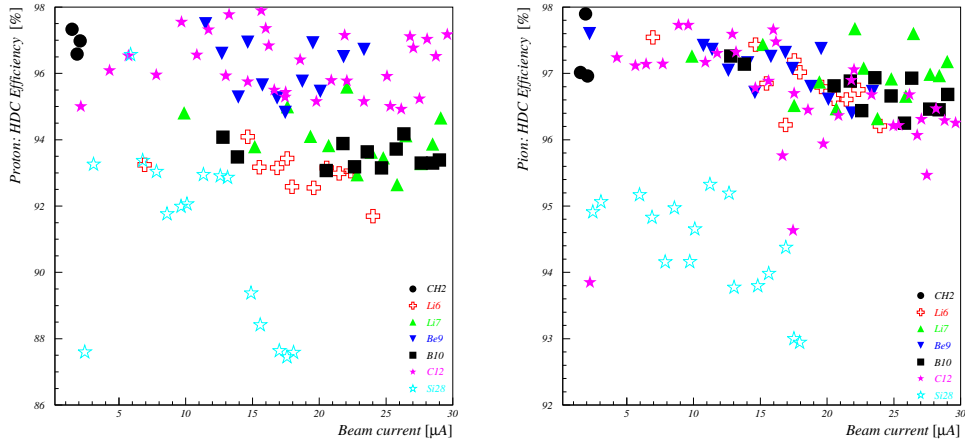 Proton: HDC Efficiency [%]
98
96
94
92
90
88
86
5
10
15
20
25
30
Beam current [µA]
CH2
Li6
Li7
Be9
B10
C12
Si28
Pion: HDC Efficiency [%]
98
97
96
95
94
93
92
5
10
15
20
25
30
Beam current [µA]
CH2
Li6
Li7
Be9
B10
C12
Si28